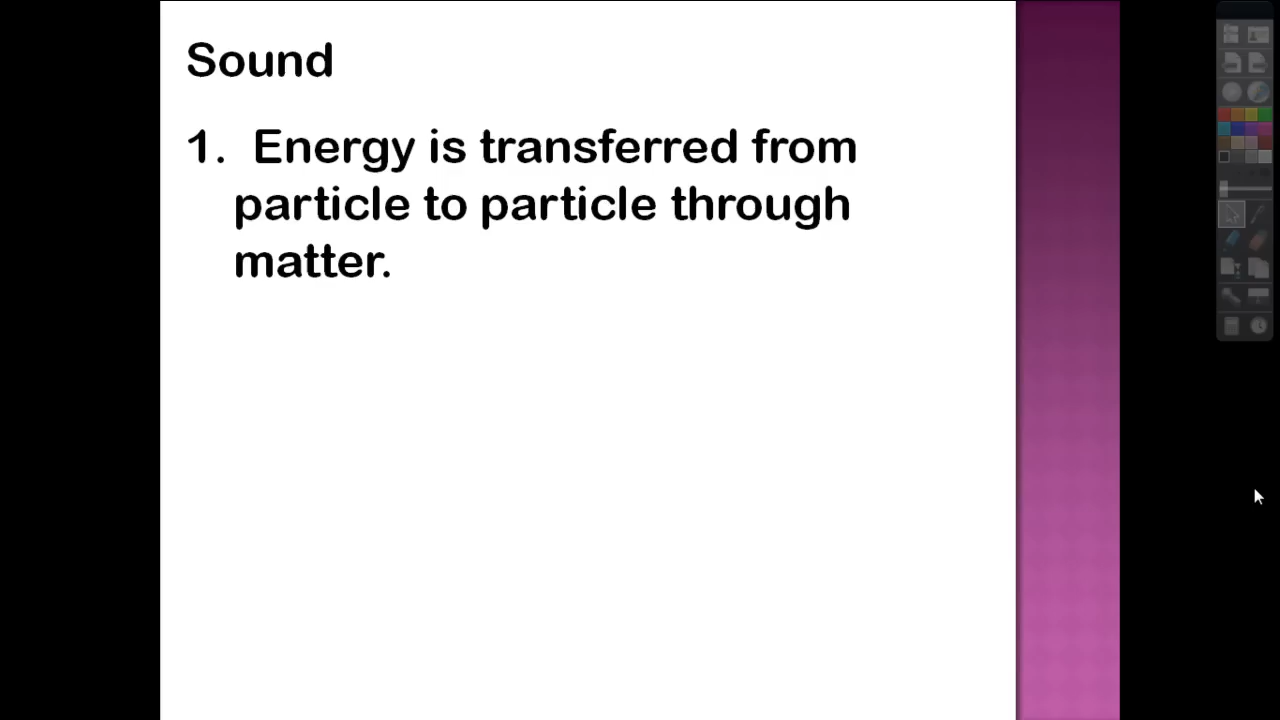 Sound
1. Energy is transferred from
particle to particle through
matter.